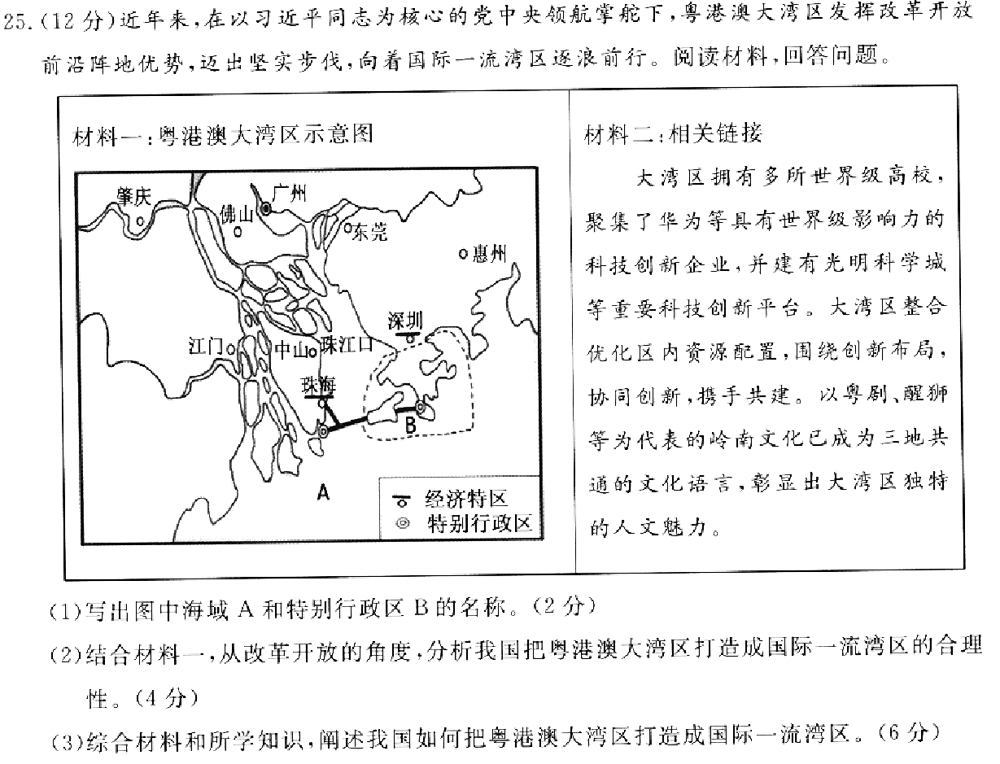 25.(12分)近年来,在以习近平同志为核心的党中央领航掌舵下,粤港澳大湾区发挥改革开放
前沿阵地优势,迈出坚实步伐,向着国际一流湾区逐浪前行。阅读材料,回答问题。
材料一:粤港澳大湾区示意图
肇庆
广州
佛山
东莞
惠州
深圳
江门
中山
珠江口
珠海
B
A
经济特区
特别行政区
材料二:相关链接
大湾区拥有多所世界级高校,
聚集了华为等具有世界级影响力的
科技创新企业,并建有光明科学城
等重要科技创新平台。大湾区整合
优化区内资源配置,围绕创新布局,
协同创新,携手共建。以粤剧、醒狮
等为代表的岭南文化已成为三地共
通的文化语言,彰显出大湾区独特
的人文魅力。
(1)写出图中海域A和特别行政区B的名称。(2分)
(2)结合材料一,从改革开放的角度,分析我国把粤港澳大湾区打造成国际一流湾区的合理
性。(4分)
(3)综合材料和所学知识,阐述我国如何把粤港澳大湾区打造成国际一流湾区。(6分)